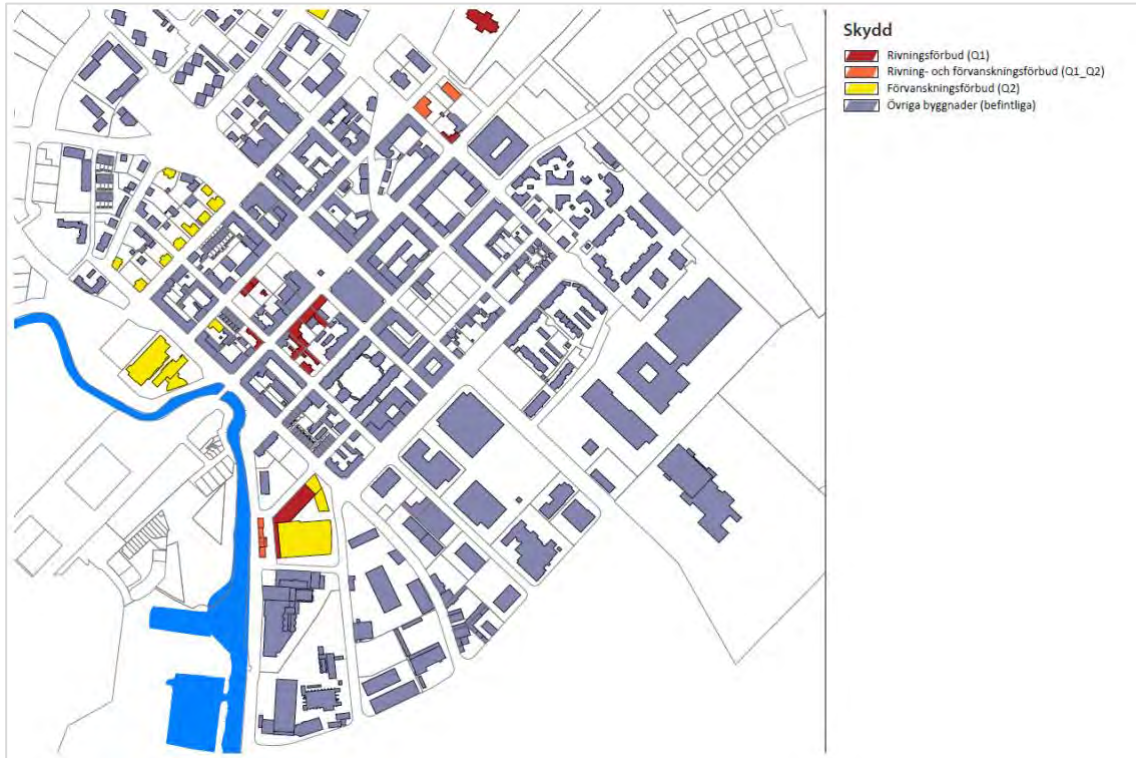 Skydd
Rivningsförbud (Q1)
Rivning- och förvanskningsförbud (Q1_Q2)
Förvanskningsförbud (Q2)
Övriga byggnader (befintliga)